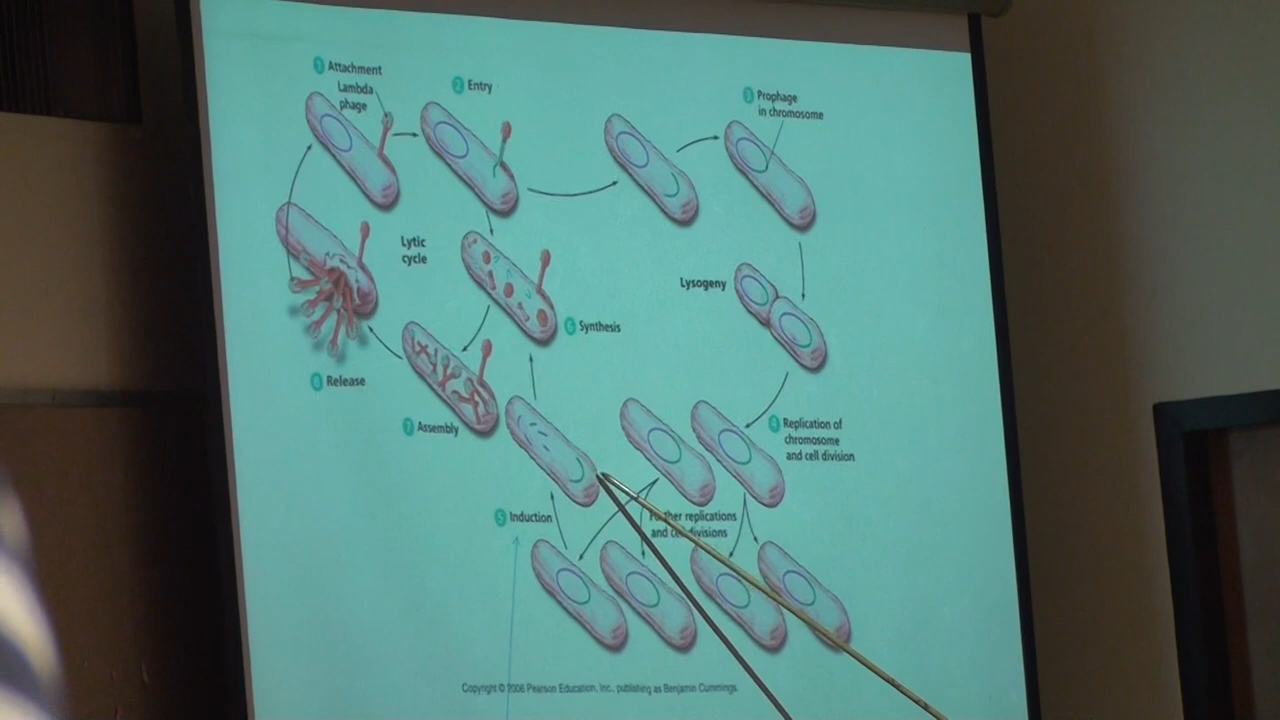 1 Attachment
Lambda
phage
2 Entry
3 Prophage
in chromosome
Lytic
cycle
Lysogeny
6 Synthesis
8 Release
7 Assembly
4 Replication of
chromosome
and cell division
5 Induction
Further replications
and cell divisions
Copyright © 2006 Pearson Education, Inc., publishing as Benjamin Cummings.